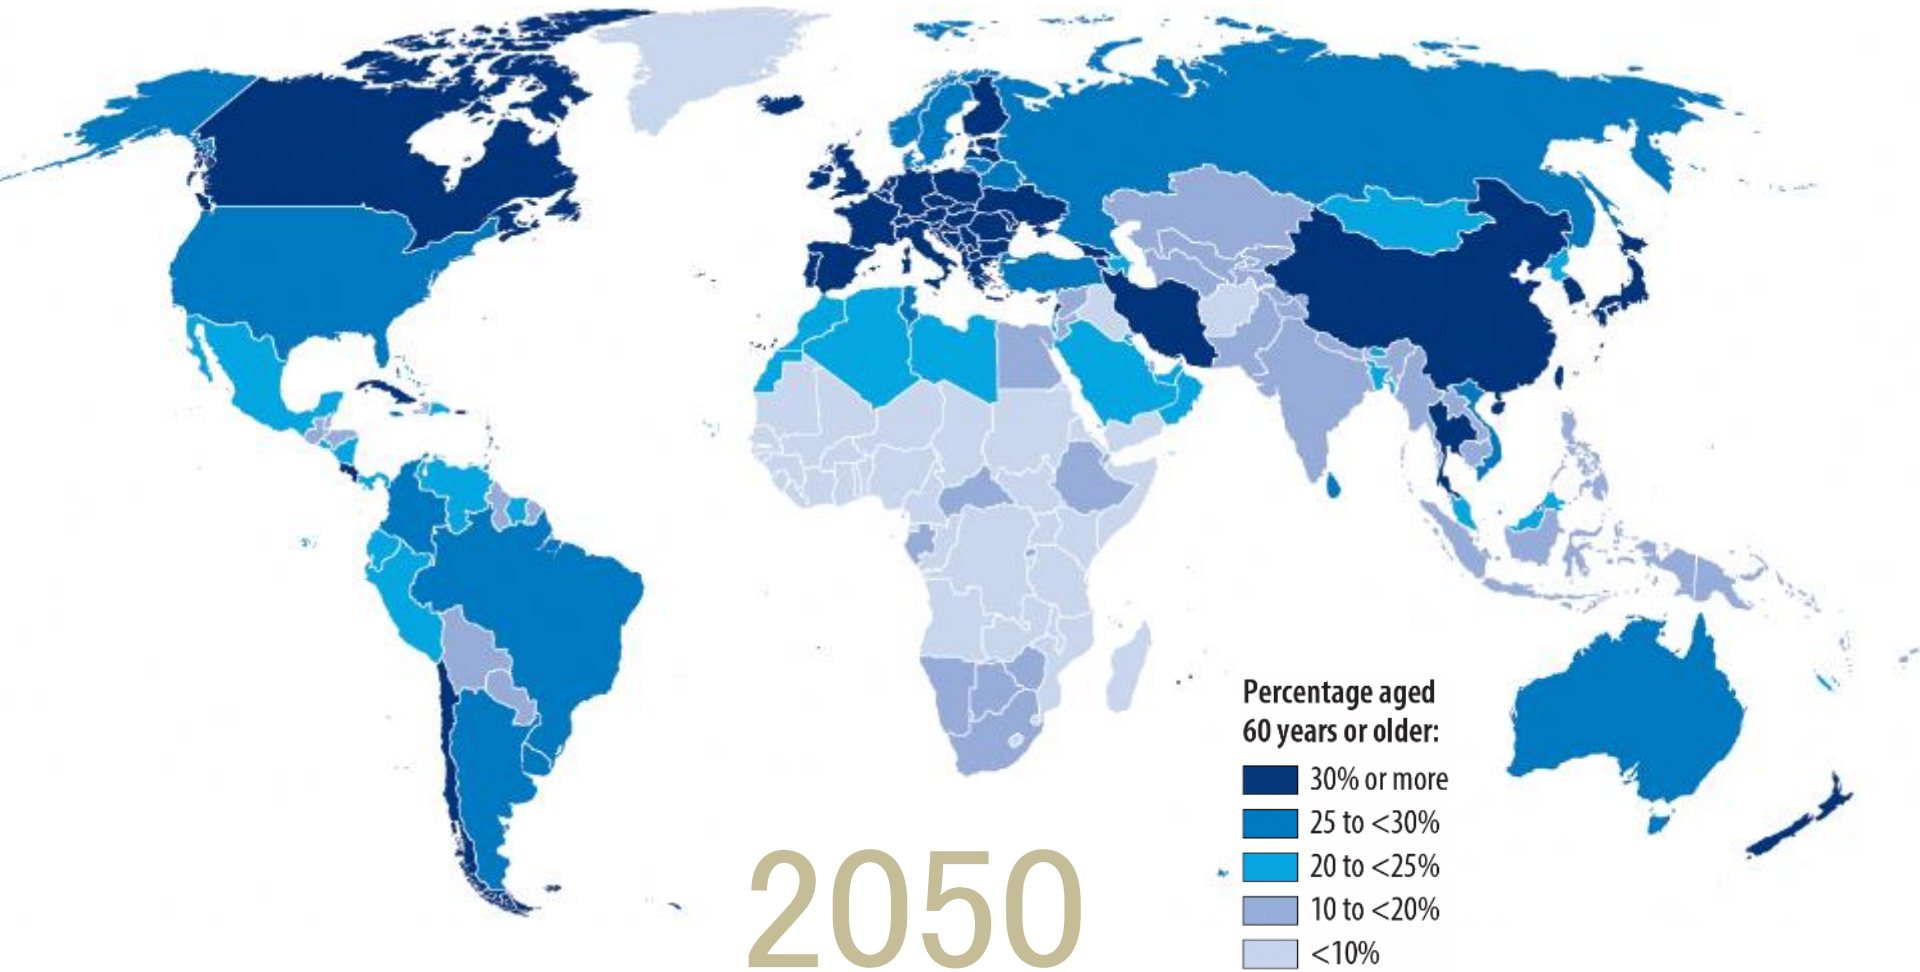 Percentage aged
60 years or older:
30% or more
25 to <30%
20 to <25%
10 to <20%
<10%
2050